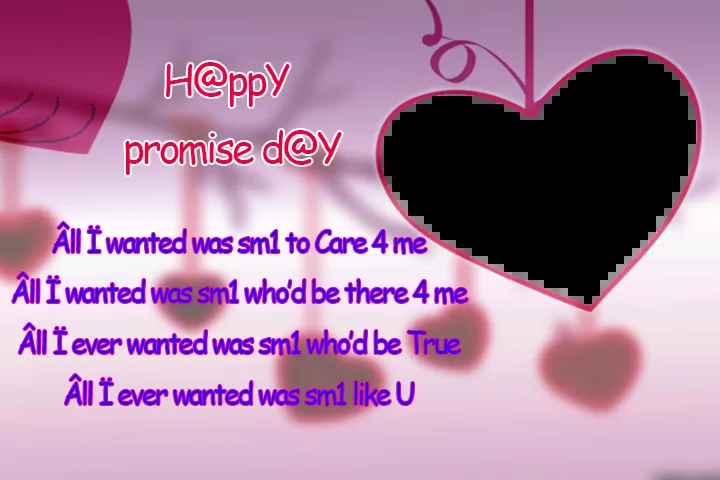 H@ppY
promise d@Y
Âll Ï wanted was sm1 to Care 4 me
Âll Ï wanted was sm1 who'd be there 4 me
Âll Ï ever wanted was sm1 who'd be True
Âll Ï ever wanted was sm1 like U